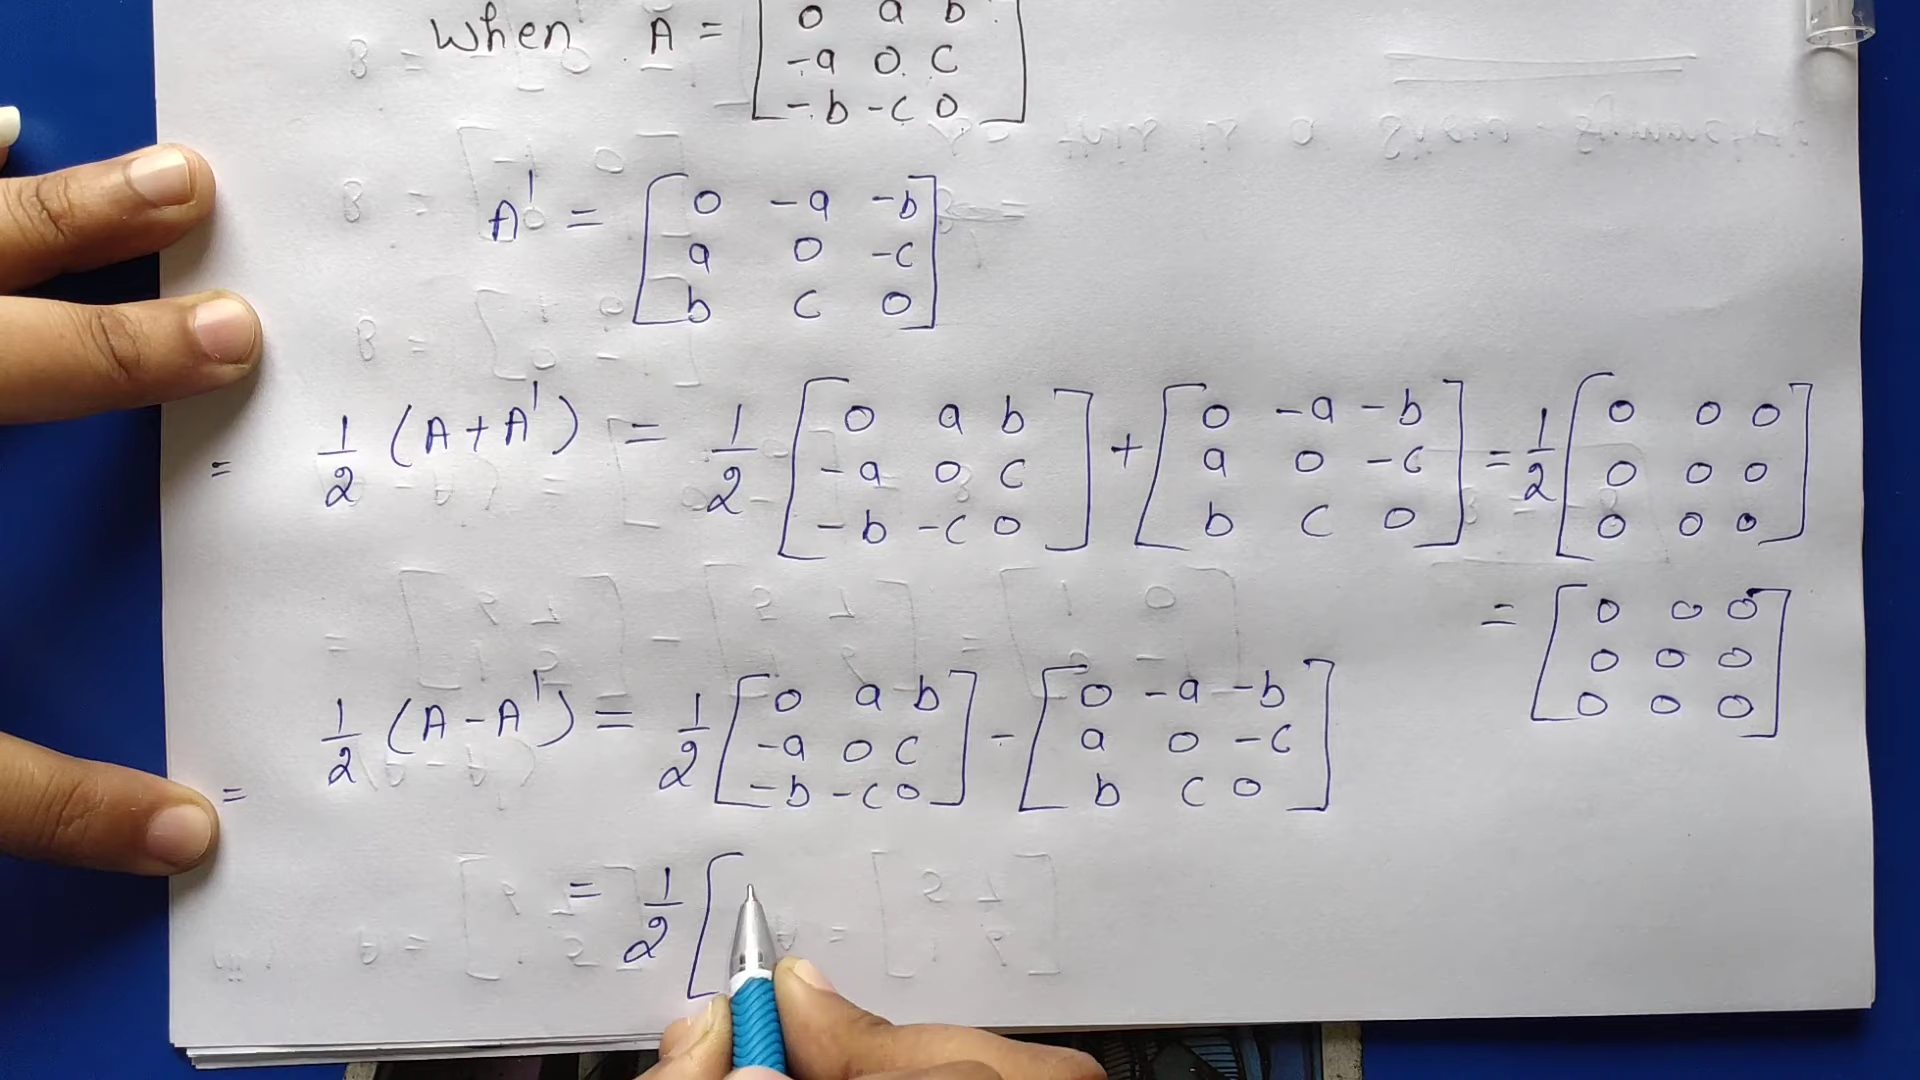 When A = [ 0 a b
-a 0 c
-b -c 0 ]
A' = [ 0 -a -b
a 0 -c
b c 0 ]
= 1/2 (A+A') = 1/2 [ 0 a b ] + [ 0 -a -b ] = 1/2 [ 0 0 0 ]
[ -a 0 c ] [ a 0 -c ] [ 0 0 0 ]
[ -b -c 0 ] [ b c 0 ] [ 0 0 0 ]
= [ 0 0 0
0 0 0
0 0 0 ]
= 1/2 (A-A') = 1/2 [ 0 a b ] - [ 0 -a -b ]
[ -a 0 c ] [ a 0 -c ]
[ -b -c 0 ] [ b c 0 ]
= 1/2 [